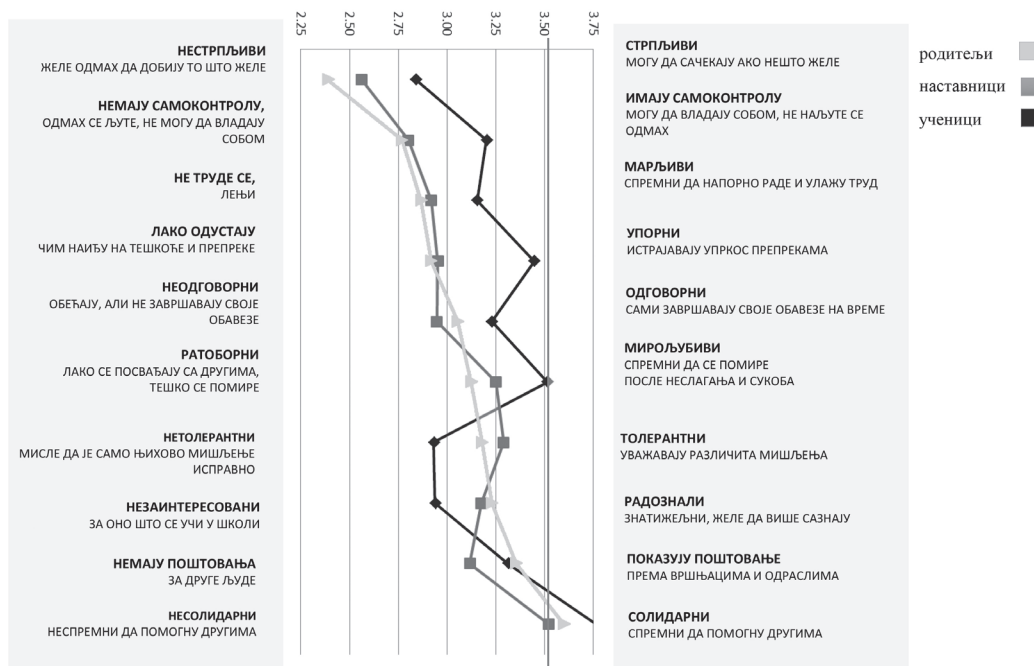 2.25
2.50
2.75
3.00
3.25
3.50
3.75
НЕСТРПЉИВИ
ЖЕЛЕ ОДМАХ ДА ДОБИЈУ ТО ШТО ЖЕЛЕ
НЕМАЈУ САМОКОНТРОЛУ,
ОДМАХ СЕ ЉУТЕ, НЕ МОГУ ДА ВЛАДАЈУ
СОБОМ
НЕ ТРУДЕ СЕ,
ЛЕЊИ
ЛАКО ОДУСТАЈУ
ЧИМ НАИЂУ НА ТЕШКОЋЕ И ПРЕПРЕКЕ
НЕОДГОВОРНИ
ОБЕЋАЈУ, АЛИ НЕ ЗАВРШАВАЈУ СВОЈЕ
ОБАВЕЗЕ
РАТОБОРНИ
ЛАКО СЕ ПОСВАЂАЈУ СА ДРУГИМА,
ТЕШКО СЕ ПОМИРЕ
НЕТОЛЕРАНТНИ
МИСЛЕ ДА ЈЕ САМО ЊИХОВО МИШЉЕЊЕ
ИСПРАВНО
НЕЗАИНТЕРЕСОВАНИ
ЗА ОНО ШТО СЕ УЧИ У ШКОЛИ
НЕМАЈУ ПОШТОВАЊА
ЗА ДРУГЕ ЉУДЕ
НЕСОЛИДАРНИ
НЕСПРЕМНИ ДА ПОМОГНУ ДРУГИМА
СТРПЉИВИ
МОГУ ДА САЧЕКАЈУ АКО НЕШТО ЖЕЛЕ
ИМАЈУ САМОКОНТРОЛУ
МОГУ ДА ВЛАДАЈУ СОБОМ, НЕ НАЉУТЕ СЕ
ОДМАХ
МАРЉИВИ
СПРЕМНИ ДА НАПОРНО РАДЕ И УЛАЖУ ТРУД
УПОРНИ
ИСТРАЈАВАЈУ УПРКОС ПРЕПРЕКАМА
ОДГОВОРНИ
САМИ ЗАВРШАВАЈУ СВОЈЕ ОБАВЕЗЕ НА ВРЕМЕ
МИРОЉУБИВИ
СПРЕМНИ ДА СЕ ПОМИРЕ
ПОСЛЕ НЕСЛАГАЊА И СУКОБА
ТОЛЕРАНТНИ
УВАЖАВАЈУ РАЗЛИЧИТА МИШЉЕЊА
РАДОЗНАЛИ
ЗНАТИЖЕЉНИ, ЖЕЛЕ ДА ВИШЕ САЗНАЈУ
ПОКАЗУЈУ ПОШТОВАЊЕ
ПРЕМА ВРШЊАЦИМА И ОДРАСЛИМА
СОЛИДАРНИ
СПРЕМНИ ДА ПОМОГНУ ДРУГИМА
родитељи
наставници
ученици